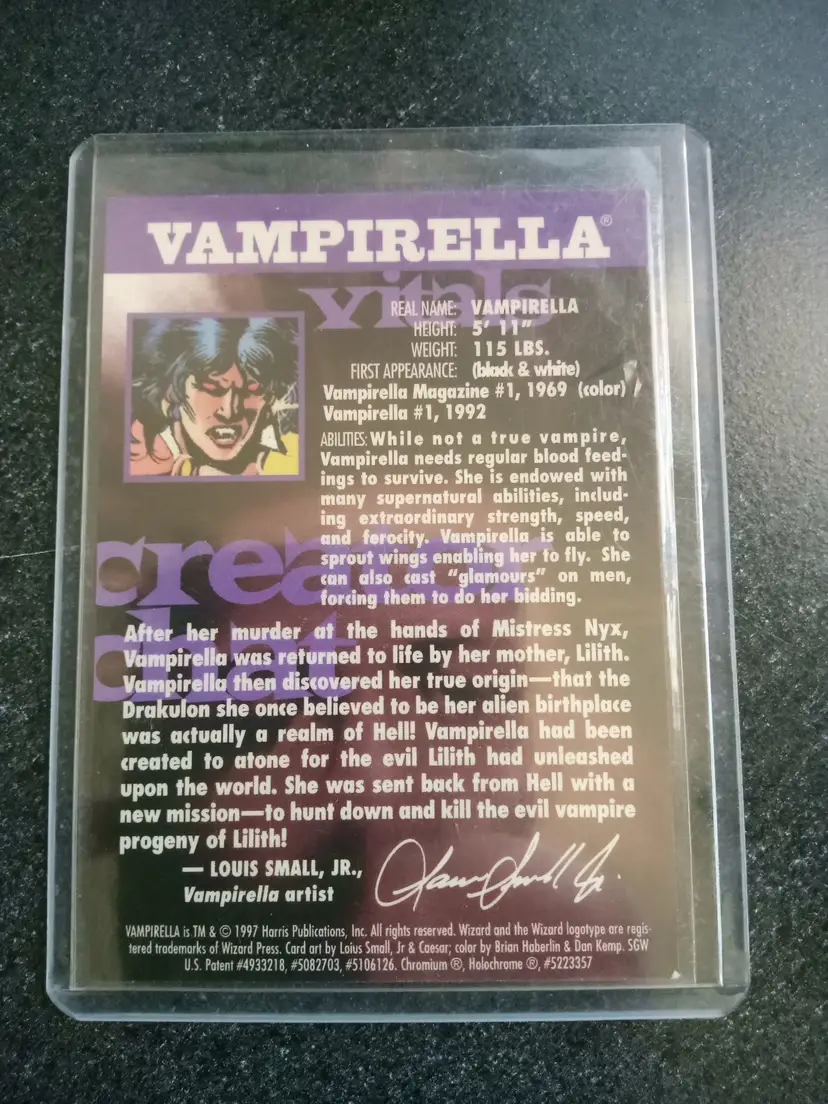 VAMPIRELLA®
vitals
REAL NAME: VAMPIRELLA
HEIGHT: 5' 11"
WEIGHT: 115 LBS.
FIRST APPEARANCE: (black & white)
Vampirella Magazine #1, 1969 (color)
Vampirella #1, 1992
ABILITIES: While not a true vampire,
Vampirella needs regular blood feed-
ings to survive. She is endowed with
many supernatural abilities, includ-
ing extraordinary strength, speed,
and ferocity. Vampirella is able to
sprout wings enabling her to fly. She
can also cast "glamours" on men,
forcing them to do her bidding.
creator
chat
After her murder at the hands of Mistress Nyx,
Vampirella was returned to life by her mother, Lilith.
Vampirella then discovered her true origin—that the
Drakulon she once believed to be her alien birthplace
was actually a realm of Hell! Vampirella had been
created to atone for the evil Lilith had unleashed
upon the world. She was sent back from Hell with a
new mission—to hunt down and kill the evil vampire
progeny of Lilith!
— LOUIS SMALL, JR.,
Vampirella artist
Louis Small Jr.
VAMPIRELLA is TM & © 1997 Harris Publications, Inc. All rights reserved. Wizard and the Wizard logotype are regis-
tered trademarks of Wizard Press. Card art by Loius Small, Jr & Caesar; color by Brian Haberlin & Dan Kemp. SGW
U.S. Patent #4933218, #5082703, #5106126. Chromium ®, Holochrome ®, #5223357